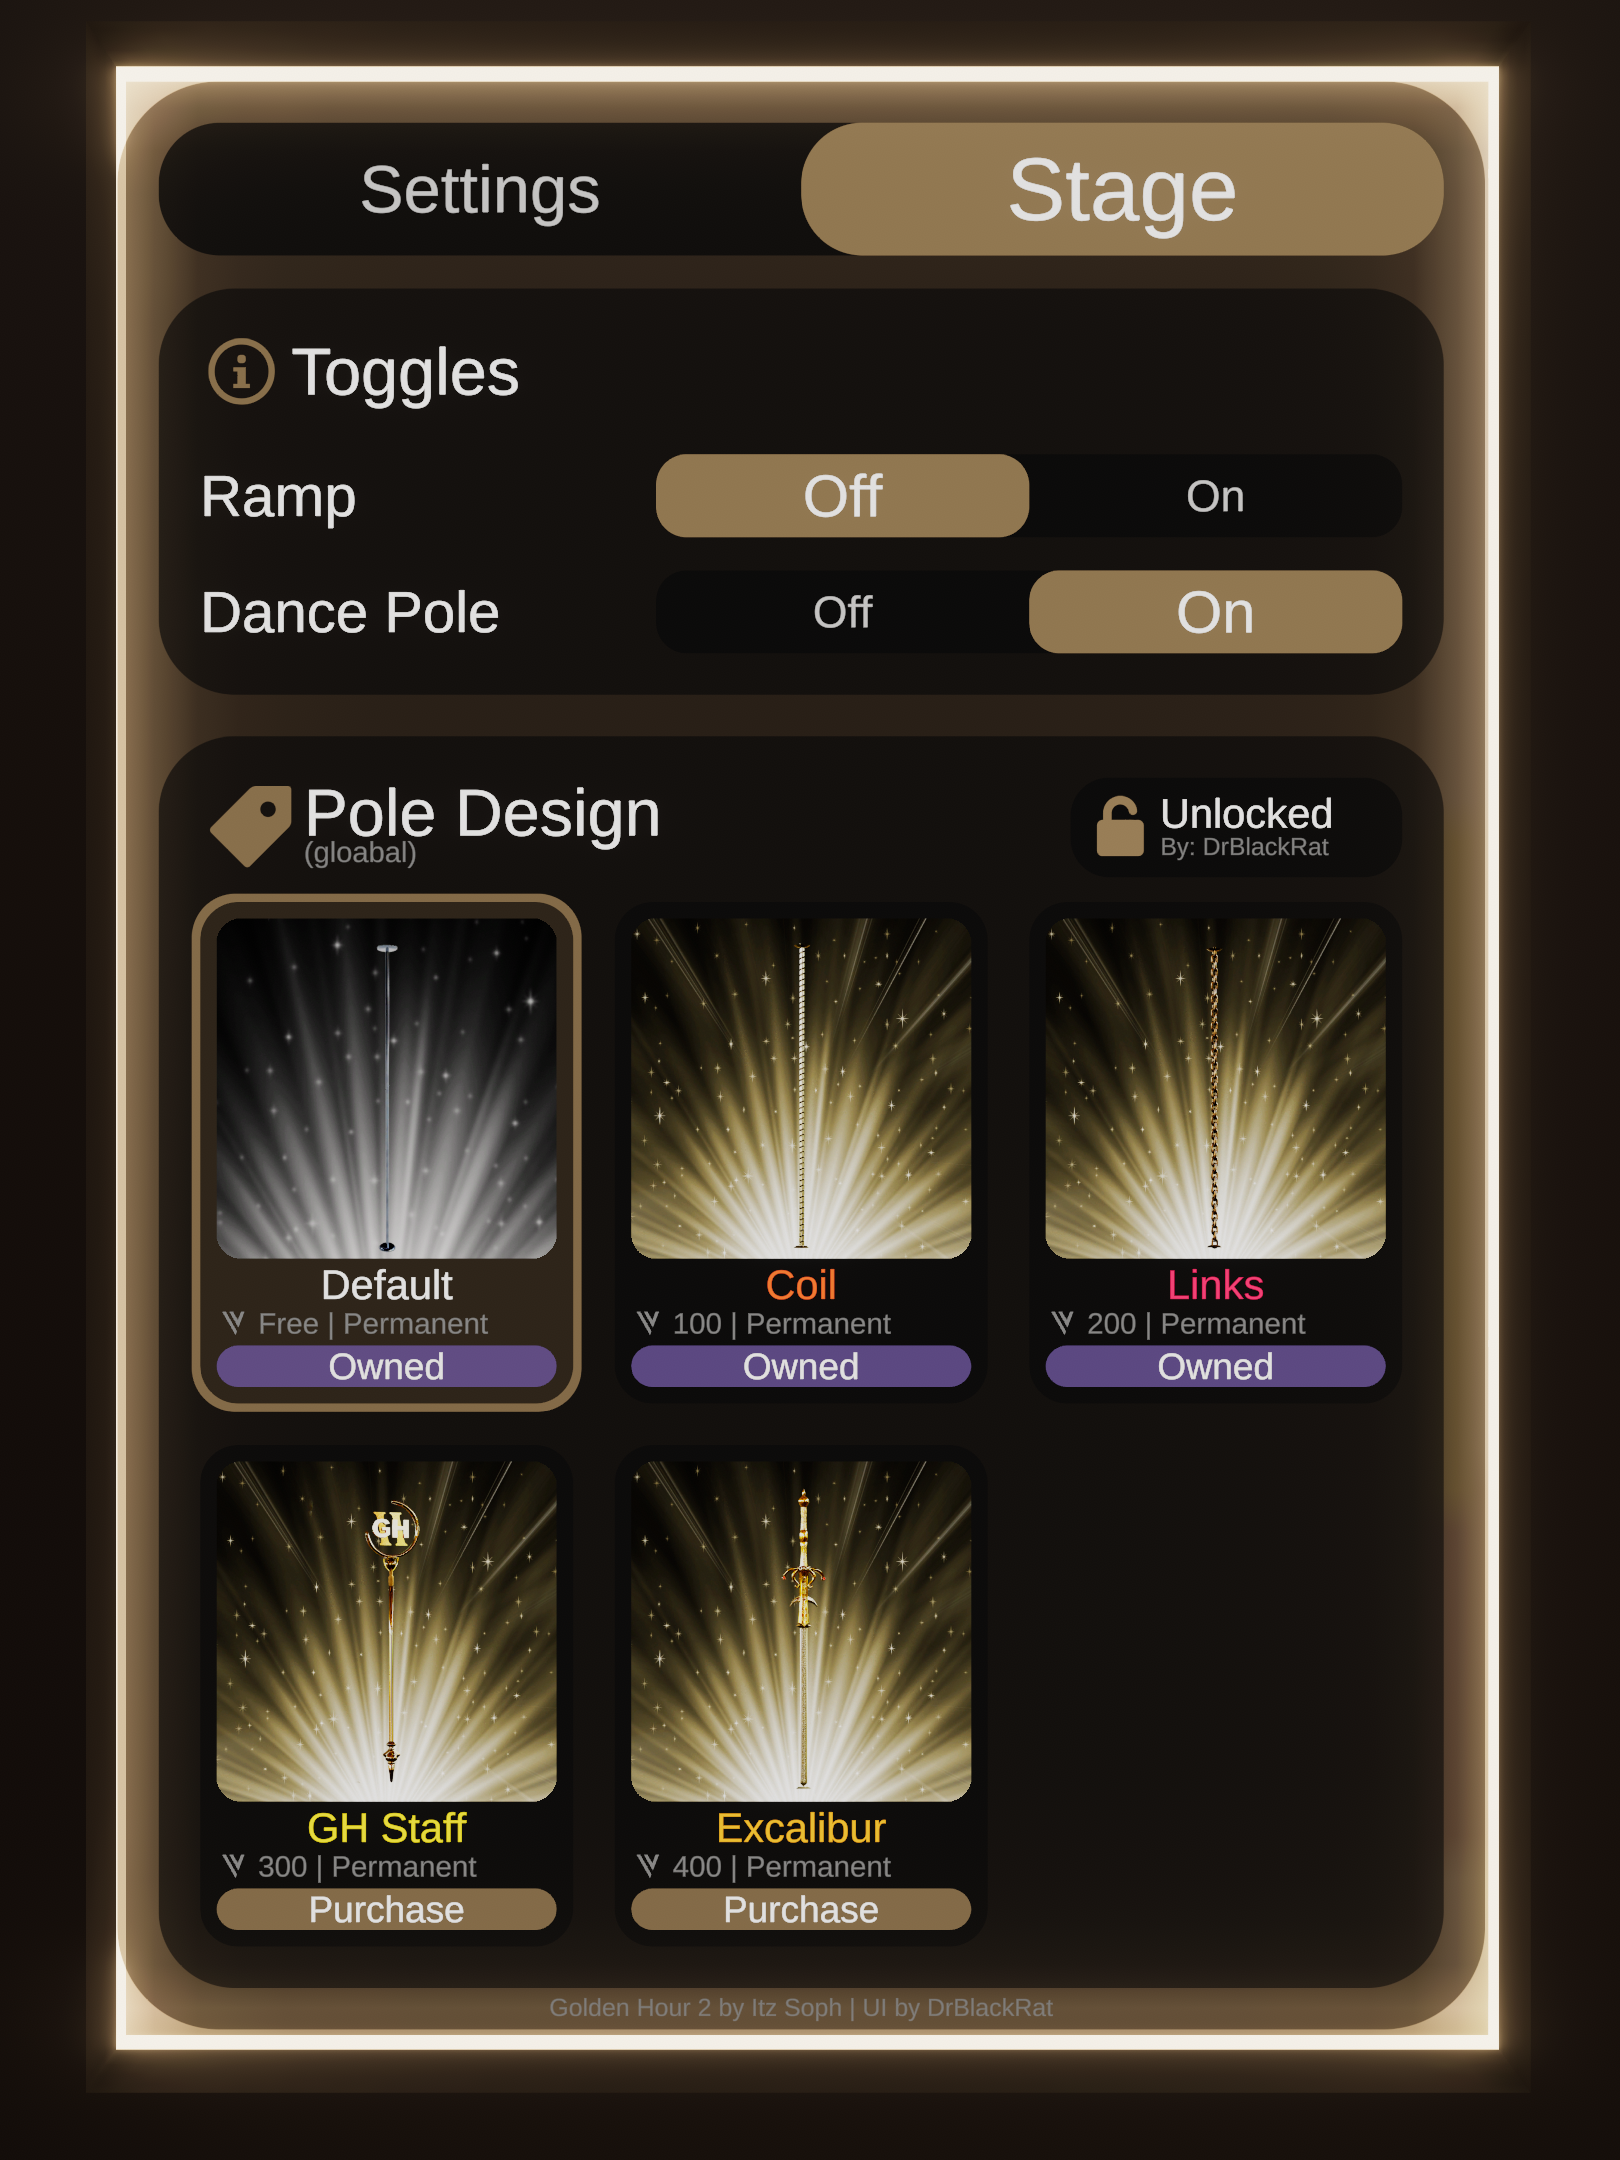 Settings
Stage
Toggles
Ramp
Off
On
Dance Pole
Off
On
Pole Design
(gloabal)
Unlocked
By: DrBlackRat
Default
Free | Permanent
Owned
Coil
100 | Permanent
Owned
Links
200 | Permanent
Owned
GH
GH Staff
300 | Permanent
Purchase
Excalibur
400 | Permanent
Purchase
Golden Hour 2 by Itz Soph | UI by DrBlackRat